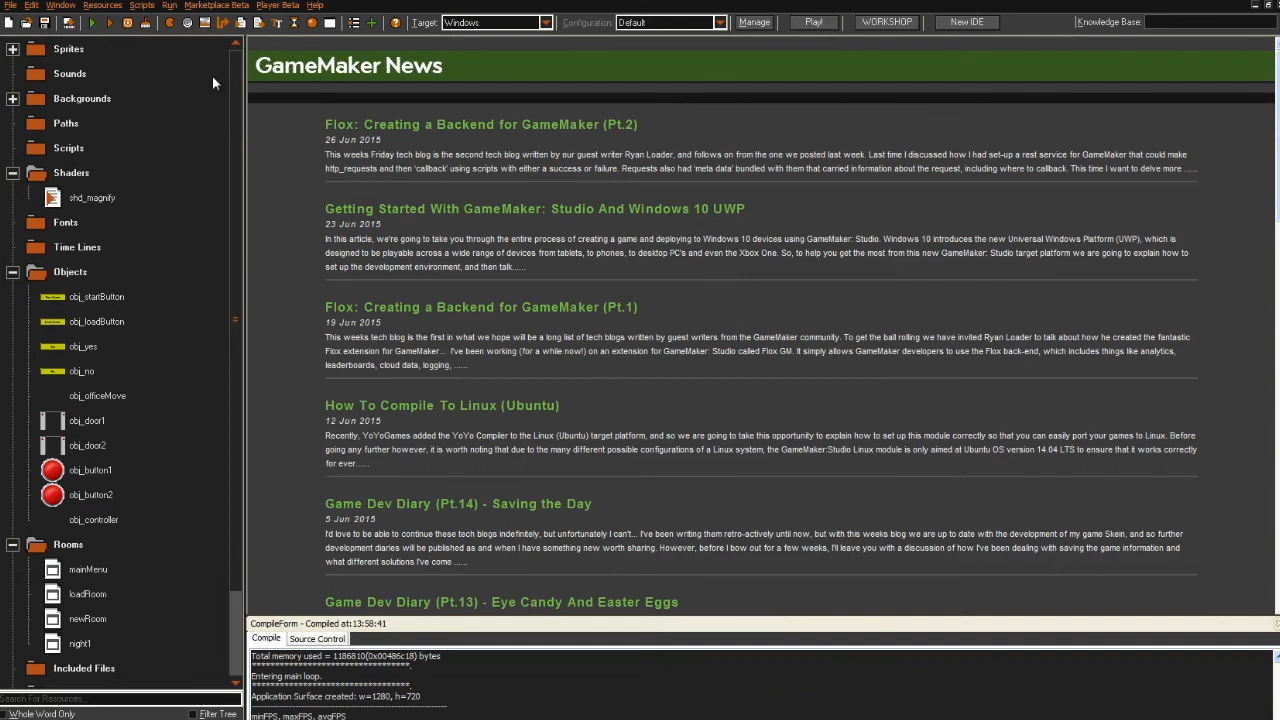 File Edit Window Resources Scripts Run Marketplace Beta Player Beta Help
Target: Windows Configuration: Default Manage Play! WORKSHOP New IDE Knowledge Base:
Sprites
Sounds
Backgrounds
Paths
Scripts
Shaders
shd_magnify
Fonts
Time Lines
Objects
obj_startButton
obj_loadButton
obj_yes
obj_no
obj_officeMove
obj_door1
obj_door2
obj_button1
obj_button2
obj_controller
Rooms
mainMenu
loadRoom
newRoom
night1
Included Files
Search For Resources...
Whole Word Only Filter Tree
GameMaker News
Flox: Creating a Backend for GameMaker (Pt.2)
26 Jun 2015
This weeks Friday tech blog is the second tech blog written by our guest writer Ryan Loader, and follows on from the one we posted last week. Last time I discussed how I had set-up a rest service for GameMaker that could make
http_requests and then 'callback' using scripts with either a success or failure. Requests also had 'meta data' bundled with them that carried information about the request, including where to callback. This time I want to delve more ......
Getting Started With GameMaker: Studio And Windows 10 UWP
23 Jun 2015
In this article, we're going to take you through the entire process of creating a game and deploying to Windows 10 devices using GameMaker: Studio. Windows 10 introduces the new Universal Windows Platform (UWP), which is
designed to be playable across a wide range of devices from tablets, to phones, to desktop PC's and even the Xbox One. So, to help you get the most from this new GameMaker: Studio target platform we are going to explain how to
set up the development environment, and then talk......
Flox: Creating a Backend for GameMaker (Pt.1)
19 Jun 2015
This weeks tech blog is the first in what we hope will be a long list of tech blogs written by guest writers from the GameMaker community. To get the ball rolling we have invited Ryan Loader to talk about how he created the fantastic
Flox extension for GameMaker... I've been working (for a while now!) on an extension for GameMaker: Studio called Flox GM. It simply allows GameMaker developers to use the Flox back-end, which includes things like analytics,
leaderboards, cloud data, logging, ......
How To Compile To Linux (Ubuntu)
12 Jun 2015
Recently, YoYoGames added the YoYo Compiler to the Linux (Ubuntu) target platform, and so we are going to take this opportunity to explain how to set up this module correctly so that you can easily port your games to Linux. Before
going any further however, it is worth noting that due to the many different possible configurations of a Linux system, the GameMaker:Studio Linux module is only aimed at Ubuntu OS version 14.04 LTS to ensure that it works correctly
for ever......
Game Dev Diary (Pt.14) - Saving the Day
5 Jun 2015
I'd love to be able to continue these tech blogs indefinitely, but unfortunately I can't... I've been writing them retro-actively until now, but with this weeks blog we are up to date with the development of my game Skein, and so further
development diaries will be published as and when I have something new worth sharing. However, before I bow out for a few weeks, I'll leave you with a discussion of how I've been dealing with saving the game information and
what different solutions I've come ......
Game Dev Diary (Pt.13) - Eye Candy And Easter Eggs
CompileForm - Compiled at:13:58:41
Compile Source Control
Total memory used = 1186810(0x00486c18) bytes
**********************************.
Entering main loop.
**********************************.
Application Surface created: w=1280, h=720
-------------------------------------------------
minFPS, maxFPS, avgFPS